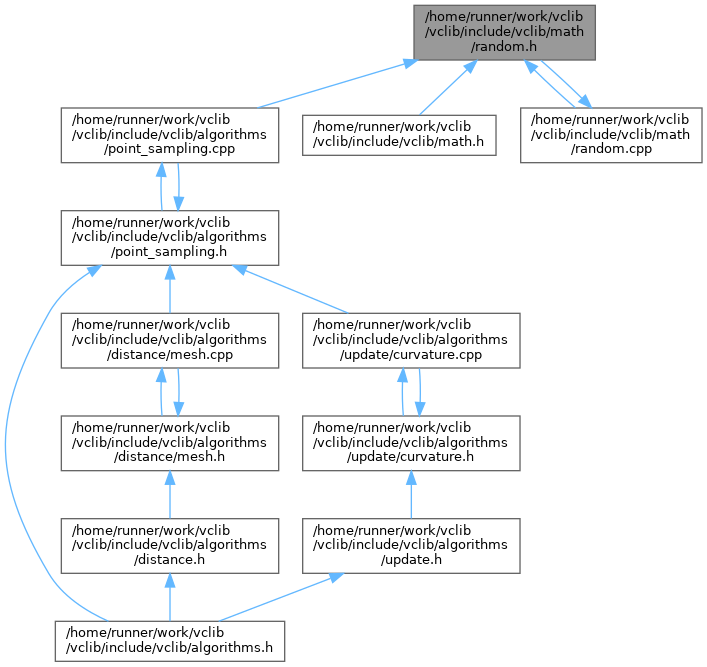 /home/runner/work/vclib
/vclib/include/vclib/math
/random.h
/home/runner/work/vclib
/vclib/include/vclib/algorithms
/point_sampling.cpp
/home/runner/work/vclib
/vclib/include/vclib/math.h
/home/runner/work/vclib
/vclib/include/vclib/math
/random.cpp
/home/runner/work/vclib
/vclib/include/vclib/algorithms
/point_sampling.h
/home/runner/work/vclib
/vclib/include/vclib/algorithms
/distance/mesh.cpp
/home/runner/work/vclib
/vclib/include/vclib/algorithms
/update/curvature.cpp
/home/runner/work/vclib
/vclib/include/vclib/algorithms
/distance/mesh.h
/home/runner/work/vclib
/vclib/include/vclib/algorithms
/update/curvature.h
/home/runner/work/vclib
/vclib/include/vclib/algorithms
/distance.h
/home/runner/work/vclib
/vclib/include/vclib/algorithms
/update.h
/home/runner/work/vclib
/vclib/include/vclib/algorithms.h